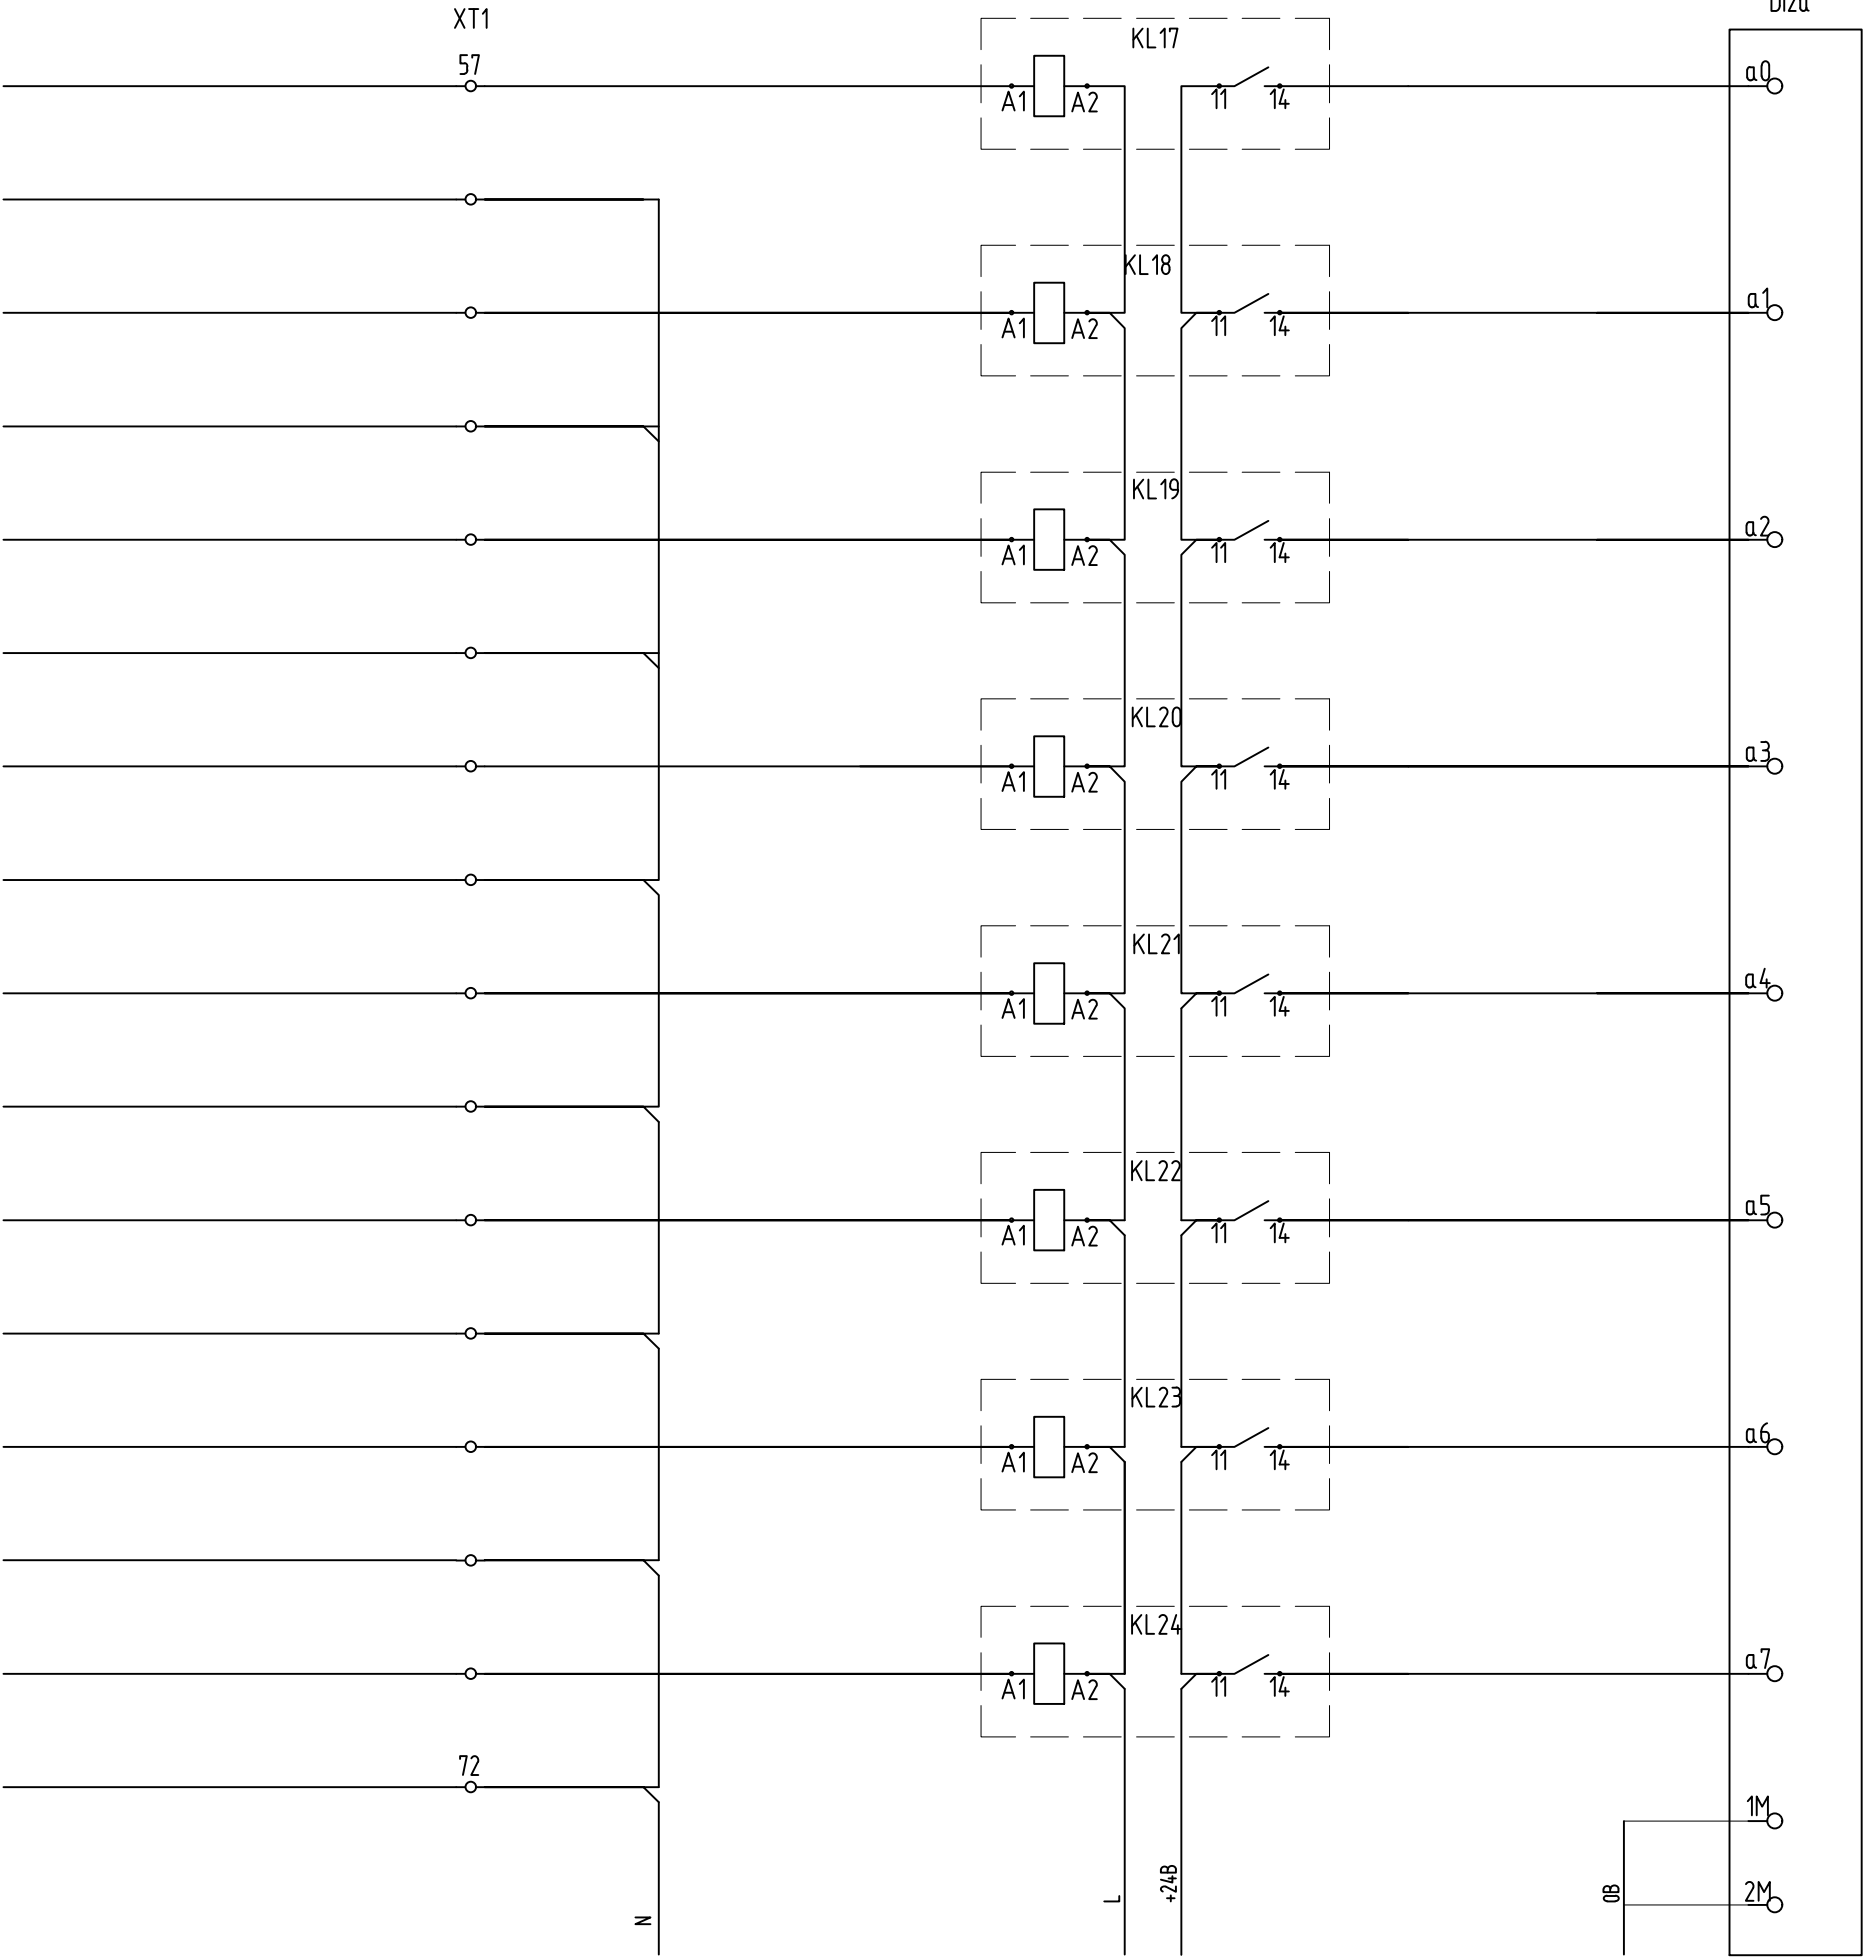 XT1
57
KL17
A1 A2 11 14 a0
KL18
A1 A2 11 14 a1
KL19
A1 A2 11 14 a2
KL20
A1 A2 11 14 a3
KL21
A1 A2 11 14 a4
KL22
A1 A2 11 14 a5
KL23
A1 A2 11 14 a6
KL24
A1 A2 11 14 a7
72
1M
2M
N
L
+24В
0В